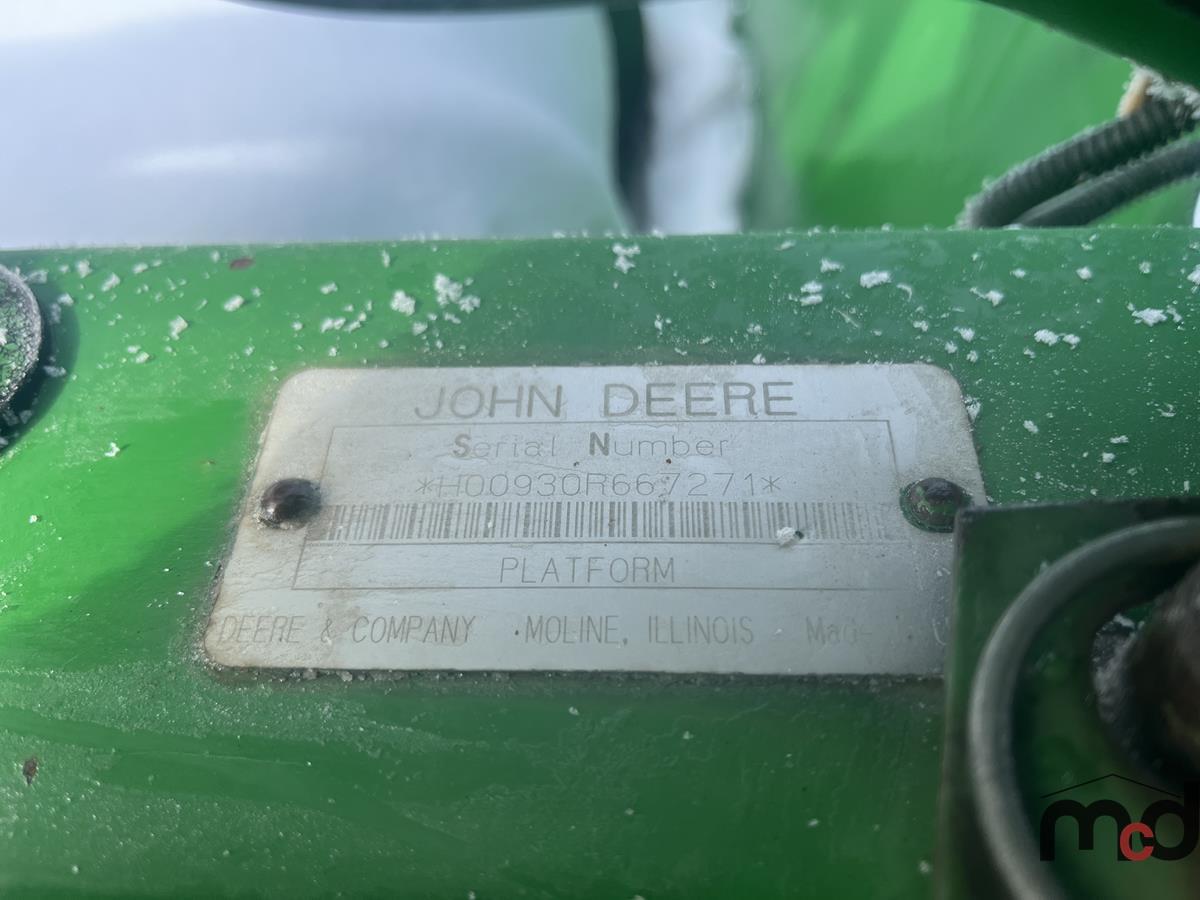 JOHN DEERE
Serial Number
*H00930R667271*
PLATFORM
DEERE & COMPANY MOLINE, ILLINOIS
mcd